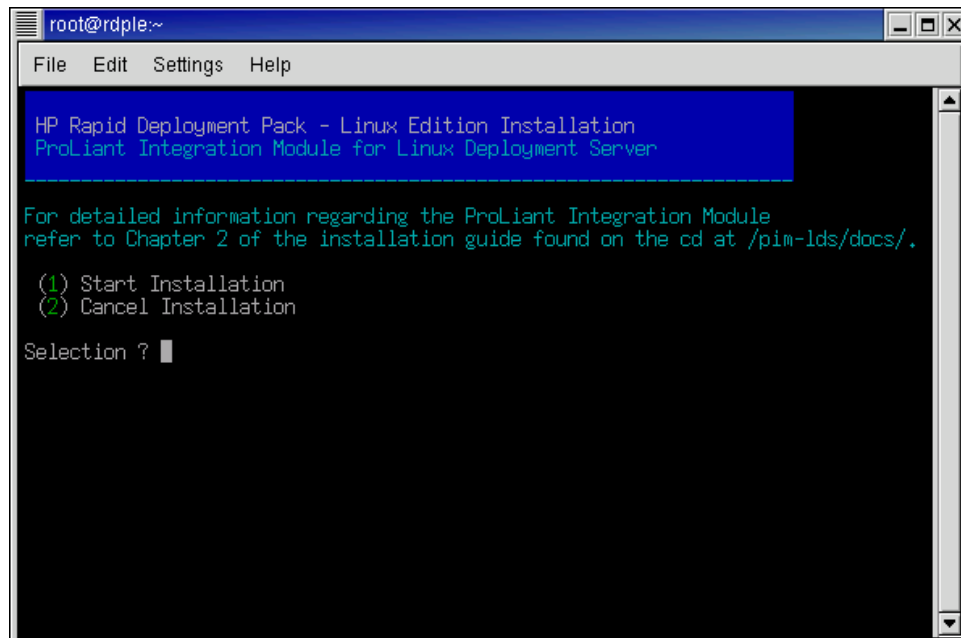 root@rdple:~
File Edit Settings Help
HP Rapid Deployment Pack - Linux Edition Installation
ProLiant Integration Module for Linux Deployment Server
For detailed information regarding the ProLiant Integration Module
refer to Chapter 2 of the installation guide found on the cd at /pim-lds/docs/.
(1) Start Installation
(2) Cancel Installation
Selection ?